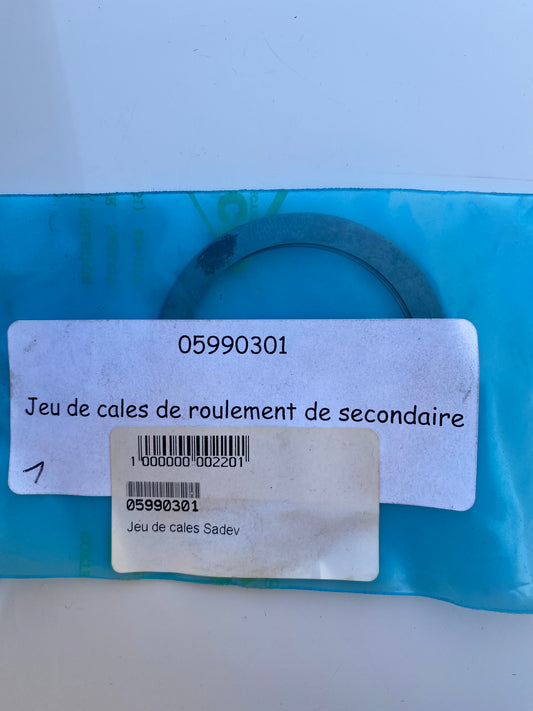 05990301
Jeu de cales de roulement de secondaire
1
1 000000 002201
05990301
Jeu de cales Sadev